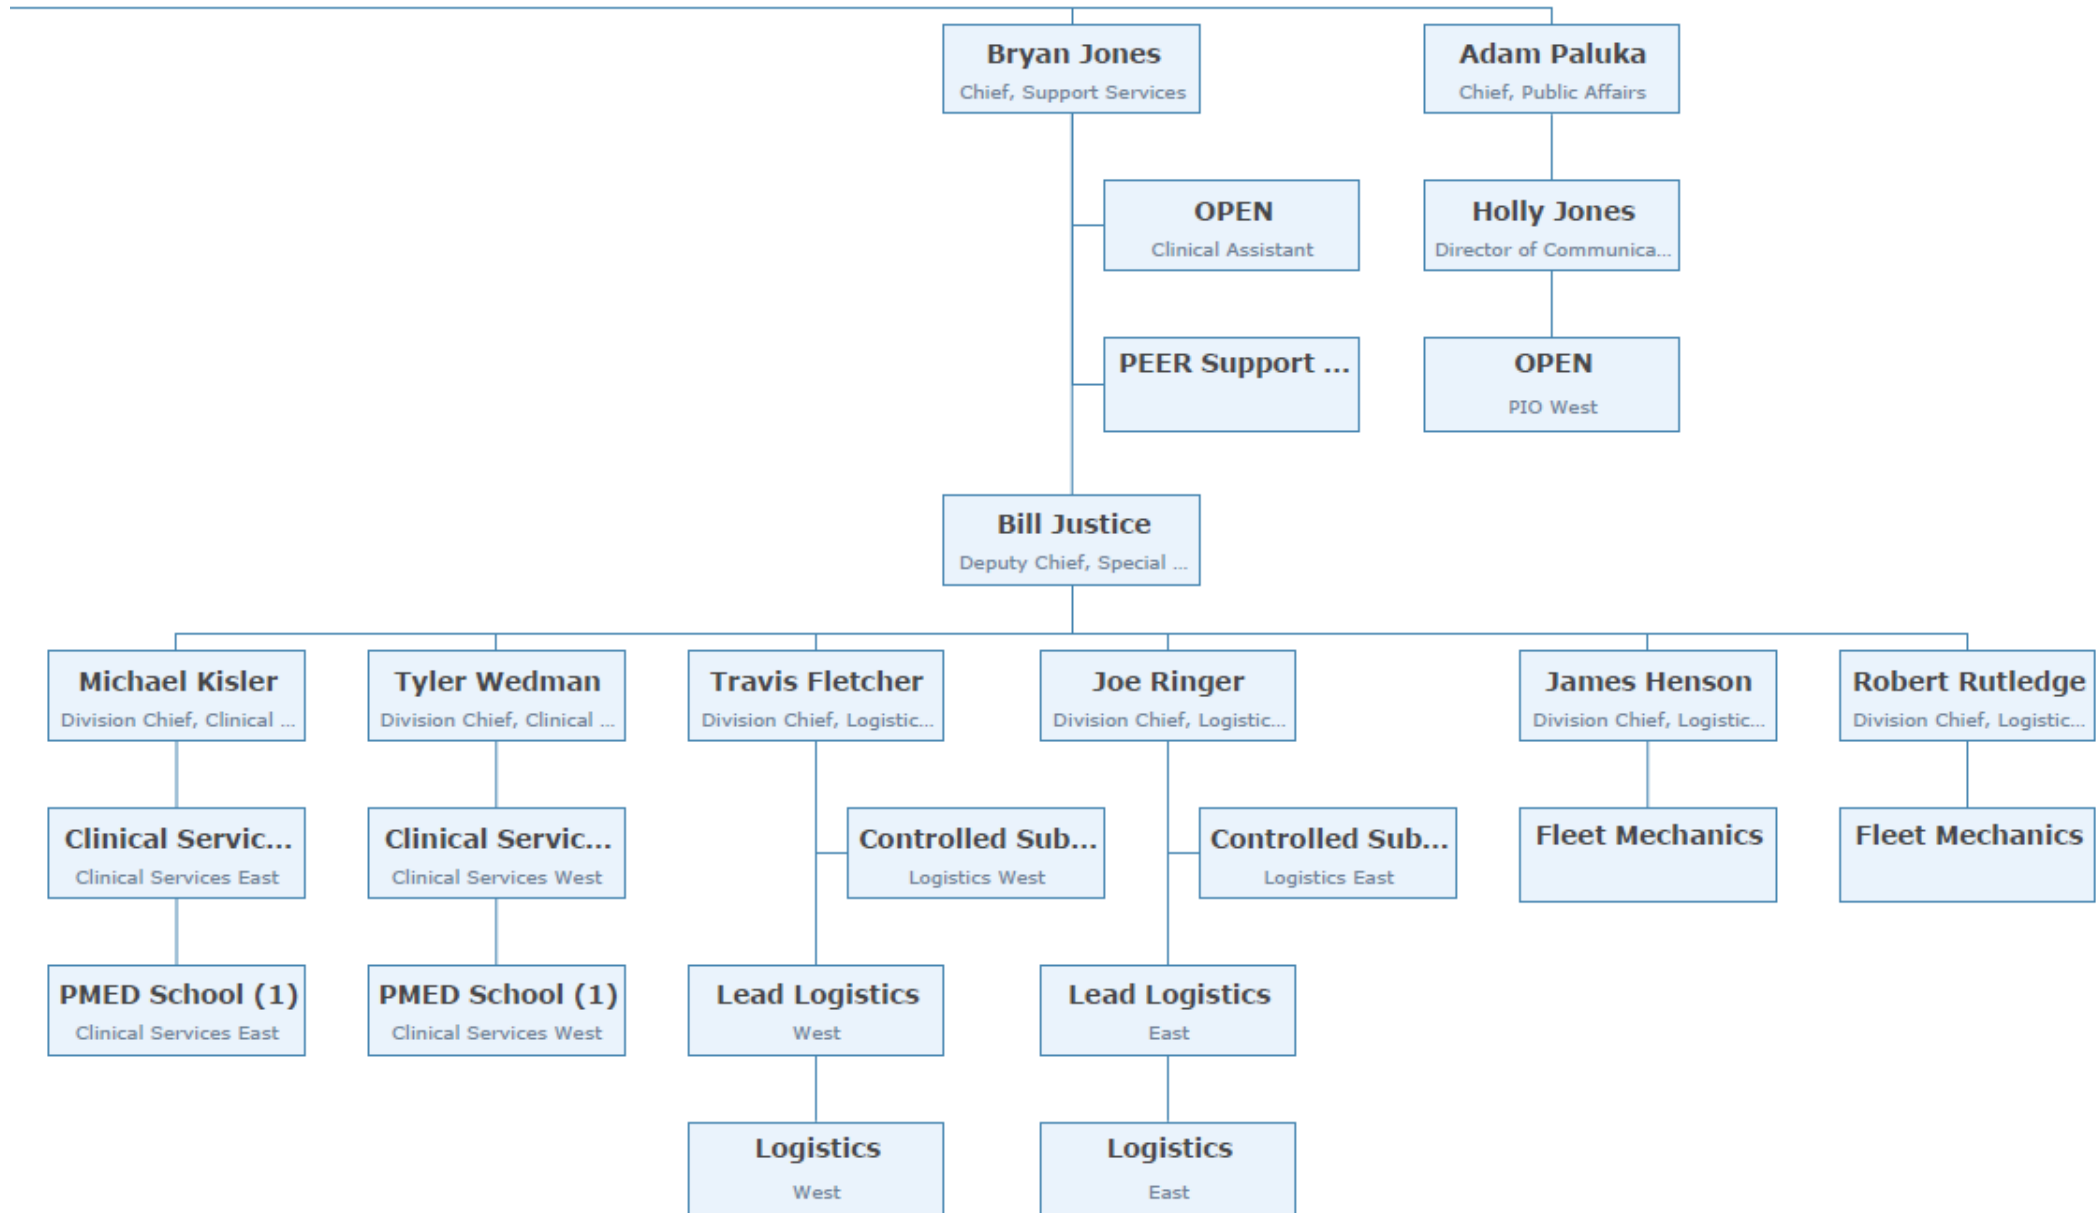 Bryan Jones
Chief, Support Services
Adam Paluka
Chief, Public Affairs
OPEN
Clinical Assistant
Holly Jones
Director of Communica...
PEER Support ...
OPEN
PIO West
Bill Justice
Deputy Chief, Special ...
Michael Kisler
Division Chief, Clinical ...
Tyler Wedman
Division Chief, Clinical ...
Travis Fletcher
Division Chief, Logistic...
Joe Ringer
Division Chief, Logistic...
James Henson
Division Chief, Logistic...
Robert Rutledge
Division Chief, Logistic...
Clinical Servic...
Clinical Services East
Clinical Servic...
Clinical Services West
Controlled Sub...
Logistics West
Controlled Sub...
Logistics East
Fleet Mechanics
Fleet Mechanics
PMED School (1)
Clinical Services East
PMED School (1)
Clinical Services West
Lead Logistics
West
Lead Logistics
East
Logistics
West
Logistics
East